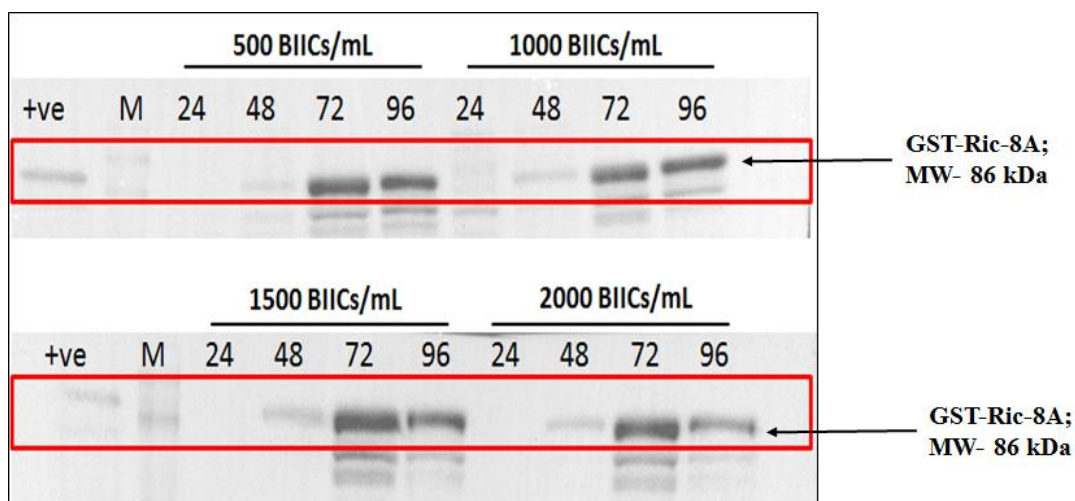 500 BIICs/mL 1000 BIICs/mL
+ve M 24 48 72 96 24 48 72 96
GST-Ric-8A;
MW- 86 kDa
1500 BIICs/mL 2000 BIICs/mL
+ve M 24 48 72 96 24 48 72 96
GST-Ric-8A;
MW- 86 kDa